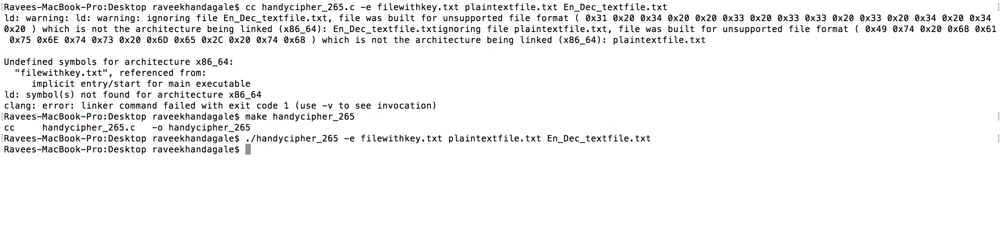 [Ravees-MacBook-Pro:Desktop raveekhandagale$ cc handycipher_265.c -e filewithkey.txt plaintextfile.txt En_Dec_textfile.txt ]
ld: warning: ld: warning: ignoring file En_Dec_textfile.txt, file was built for unsupported file format ( 0x31 0x20 0x34 0x20 0x20 0x33 0x20 0x33 0x33 0x20 0x33 0x20 0x34 0x20 0x34
0x20 ) which is not the architecture being linked (x86_64): En_Dec_textfile.txtignoring file plaintextfile.txt, file was built for unsupported file format ( 0x49 0x74 0x20 0x68 0x61
0x75 0x6E 0x74 0x73 0x20 0x6D 0x65 0x2C 0x20 0x74 0x68 ) which is not the architecture being linked (x86_64): plaintextfile.txt
Undefined symbols for architecture x86_64:
"filewithkey.txt", referenced from:
implicit entry/start for main executable
ld: symbol(s) not found for architecture x86_64
clang: error: linker command failed with exit code 1 (use -v to see invocation)
[Ravees-MacBook-Pro:Desktop raveekhandagale$ make handycipher_265 ]
cc handycipher_265.c -o handycipher_265
[Ravees-MacBook-Pro:Desktop raveekhandagale$ ./handycipher_265 -e filewithkey.txt plaintextfile.txt En_Dec_textfile.txt ]
Ravees-MacBook-Pro:Desktop raveekhandagale$